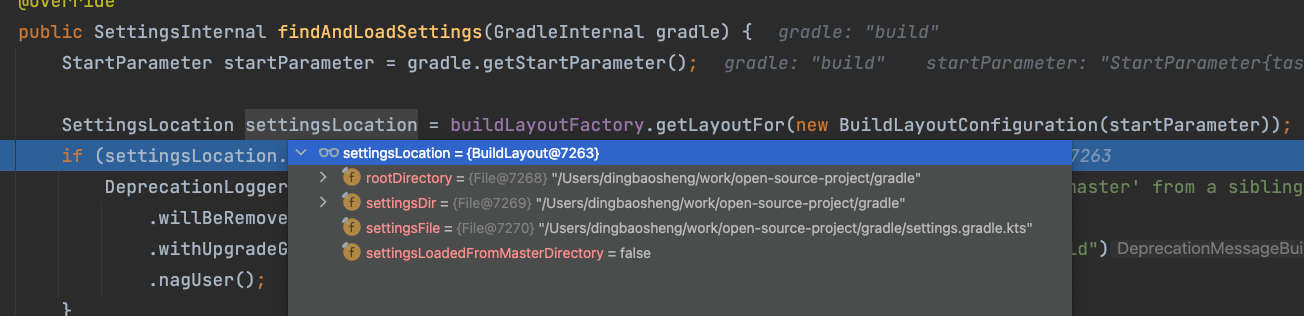 @Override
public SettingsInternal findAndLoadSettings(GradleInternal gradle) { gradle: "build"
StartParameter startParameter = gradle.getStartParameter(); gradle: "build" startParameter: "StartParameter{tas
SettingsLocation settingsLocation = buildLayoutFactory.getLayoutFor(new BuildLayoutConfiguration(startParameter));
if (settingsLocation. 7263
settingsLocation = {BuildLayout@7263}
f rootDirectory = {File@7268} "/Users/dingbaosheng/work/open-source-project/gradle"
DeprecationLogger master' from a sibling
f settingsDir = {File@7269} "/Users/dingbaosheng/work/open-source-project/gradle"
.willBeRemove
f settingsFile = {File@7270} "/Users/dingbaosheng/work/open-source-project/gradle/settings.gradle.kts"
.withUpgradeG ld") DeprecationMessageBui
f settingsLoadedFromMasterDirectory = false
.nagUser();
}